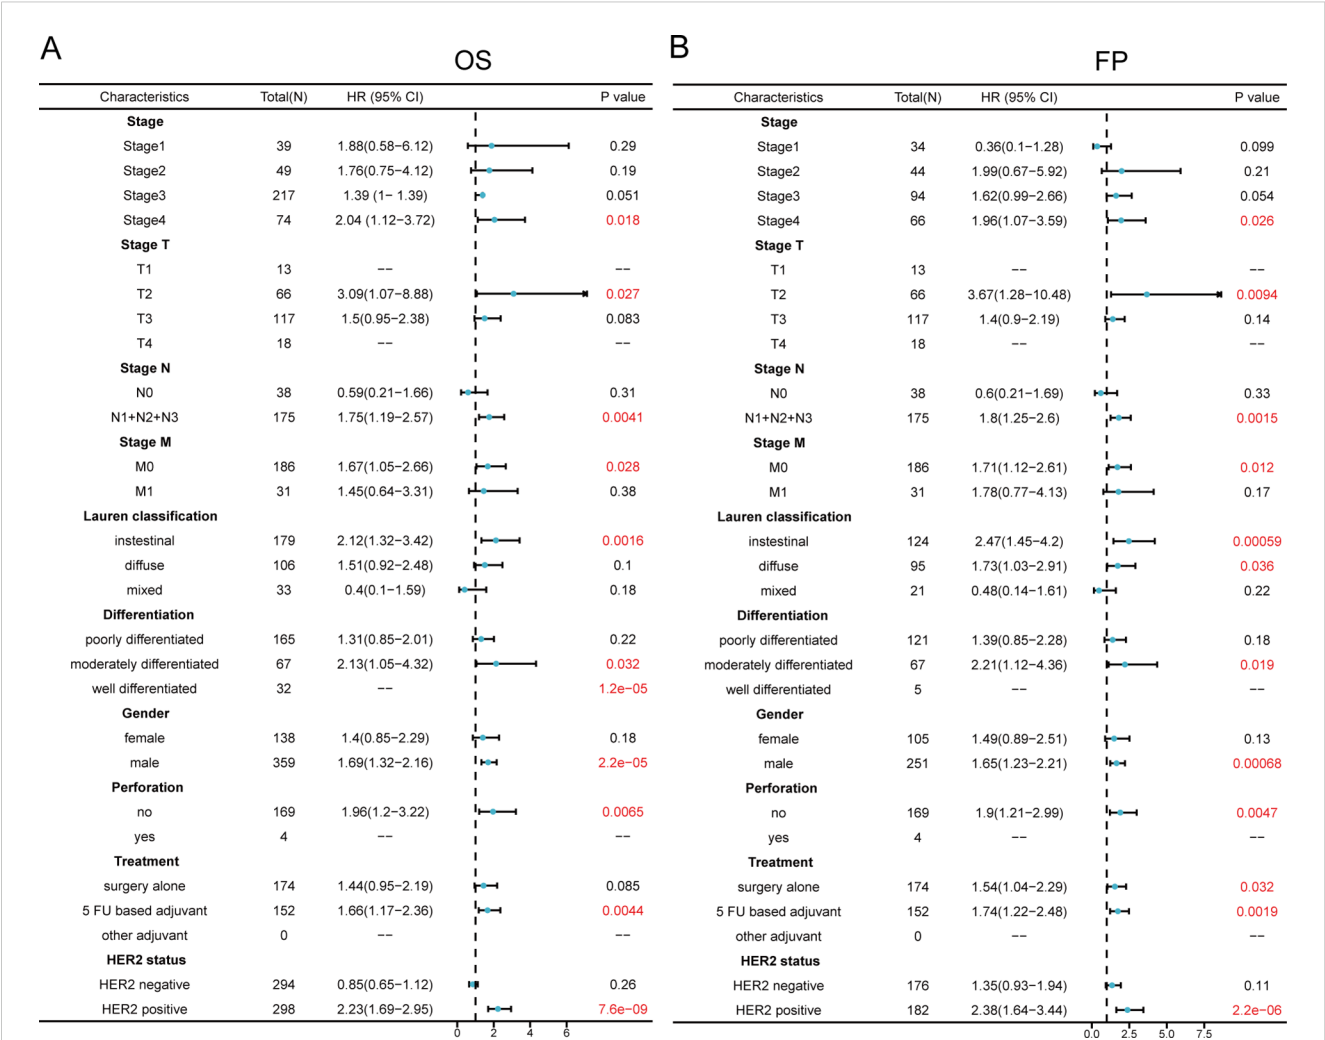 A
OS
Characteristics Total(N) HR (95% CI) P value
Stage
Stage1 39 1.88(0.58−6.12) 0.29
Stage2 49 1.76(0.75−4.12) 0.19
Stage3 217 1.39 (1− 1.39) 0.051
Stage4 74 2.04 (1.12−3.72) 0.018
Stage T
T1 13 −− −−
T2 66 3.09(1.07−8.88) 0.027
T3 117 1.5(0.95−2.38) 0.083
T4 18 −− −−
Stage N
N0 38 0.59(0.21−1.66) 0.31
N1+N2+N3 175 1.75(1.19−2.57) 0.0041
Stage M
M0 186 1.67(1.05−2.66) 0.028
M1 31 1.45(0.64−3.31) 0.38
Lauren classification
instestinal 179 2.12(1.32−3.42) 0.0016
diffuse 106 1.51(0.92−2.48) 0.1
mixed 33 0.4(0.1−1.59) 0.18
Differentiation
poorly differentiated 165 1.31(0.85−2.01) 0.22
moderately differentiated 67 2.13(1.05−4.32) 0.032
well differentiated 32 −− 1.2e−05
Gender
female 138 1.4(0.85−2.29) 0.18
male 359 1.69(1.32−2.16) 2.2e−05
Perforation
no 169 1.96(1.2−3.22) 0.0065
yes 4 −− −−
Treatment
surgery alone 174 1.44(0.95−2.19) 0.085
5 FU based adjuvant 152 1.66(1.17−2.36) 0.0044
other adjuvant 0 −− −−
HER2 status
HER2 negative 294 0.85(0.65−1.12) 0.26
HER2 positive 298 2.23(1.69−2.95) 7.6e−09
0 2 4 6
B
FP
Characteristics Total(N) HR (95% CI) P value
Stage
Stage1 34 0.36(0.1−1.28) 0.099
Stage2 44 1.99(0.67−5.92) 0.21
Stage3 94 1.62(0.99−2.66) 0.054
Stage4 66 1.96(1.07−3.59) 0.026
Stage T
T1 13 −− −−
T2 66 3.67(1.28−10.48) 0.0094
T3 117 1.4(0.9−2.19) 0.14
T4 18 −− −−
Stage N
N0 38 0.6(0.21−1.69) 0.33
N1+N2+N3 175 1.8(1.25−2.6) 0.0015
Stage M
M0 186 1.71(1.12−2.61) 0.012
M1 31 1.78(0.77−4.13) 0.17
Lauren classification
instestinal 124 2.47(1.45−4.2) 0.00059
diffuse 95 1.73(1.03−2.91) 0.036
mixed 21 0.48(0.14−1.61) 0.22
Differentiation
poorly differentiated 121 1.39(0.85−2.28) 0.18
moderately differentiated 67 2.21(1.12−4.36) 0.019
well differentiated 5 −− −−
Gender
female 105 1.49(0.89−2.51) 0.13
male 251 1.65(1.23−2.21) 0.00068
Perforation
no 169 1.9(1.21−2.99) 0.0047
yes 4 −− −−
Treatment
surgery alone 174 1.54(1.04−2.29) 0.032
5 FU based adjuvant 152 1.74(1.22−2.48) 0.0019
other adjuvant 0 −− −−
HER2 status
HER2 negative 176 1.35(0.93−1.94) 0.11
HER2 positive 182 2.38(1.64−3.44) 2.2e−06
0.0 2.5 5.0 7.5